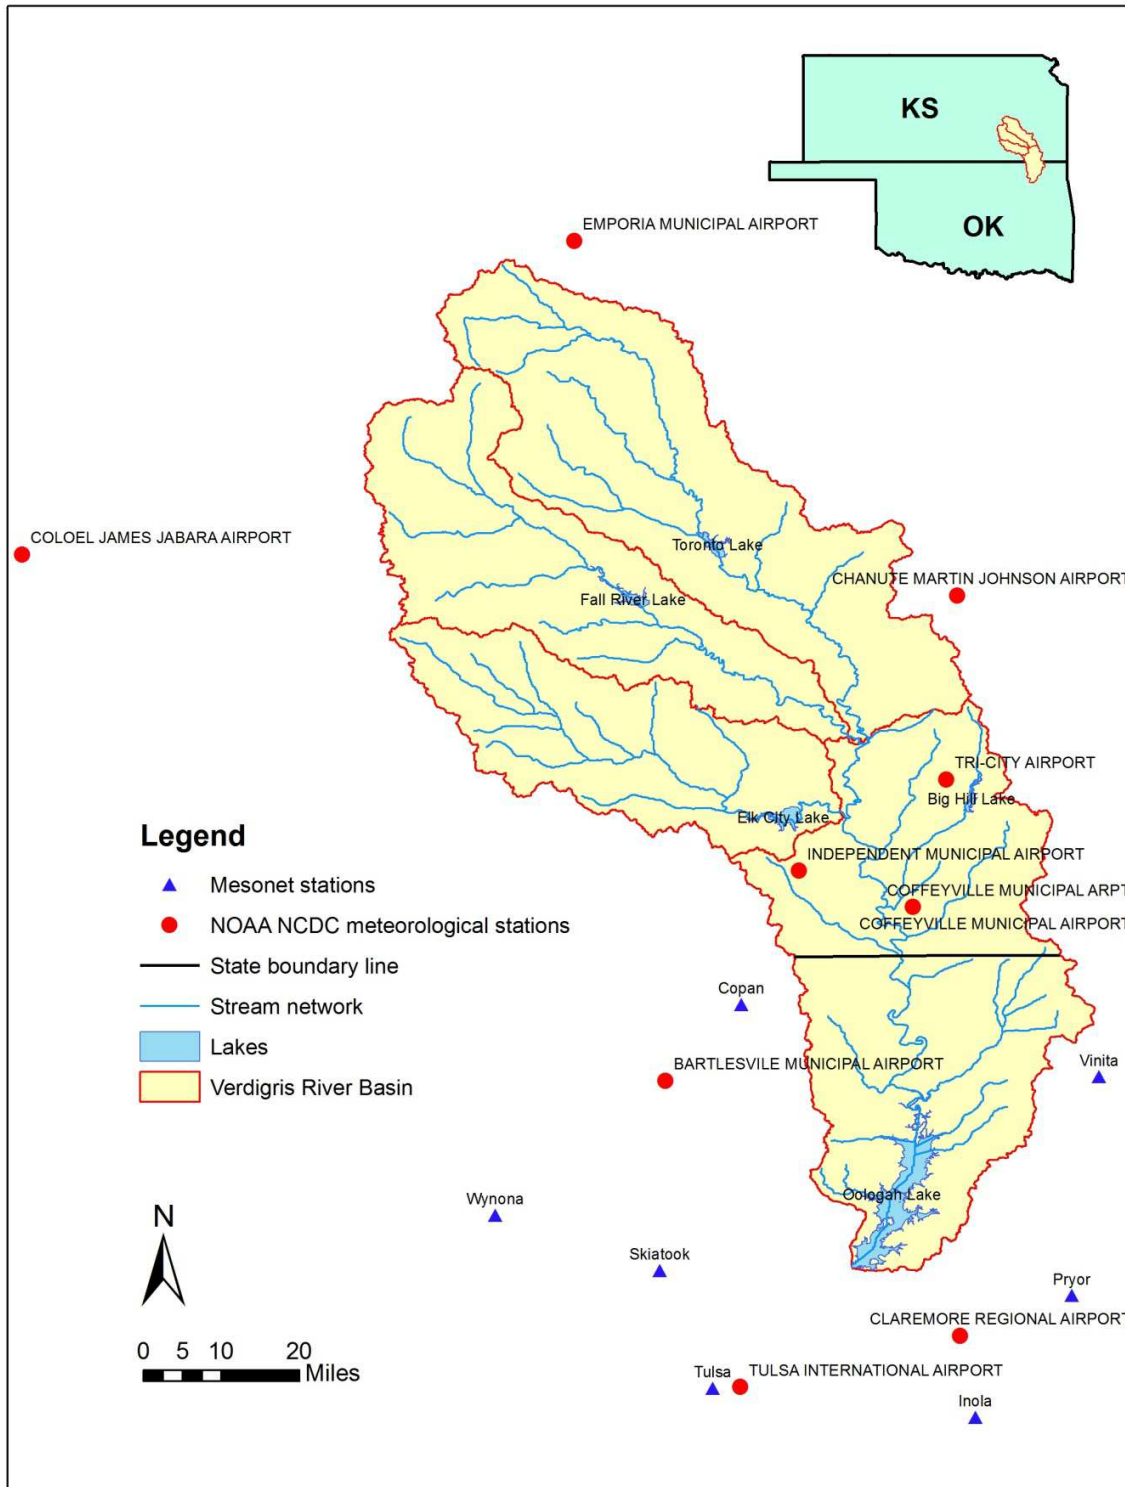 KS
OK
EMPORIA MUNICIPAL AIRPORT
COLOEL JAMES JABARA AIRPORT
Toronto Lake
CHANUTE MARTIN JOHNSON AIRPORT
Fall River Lake
TRI-CITY AIRPORT
Big Hill Lake
Elk City Lake
INDEPENDENT MUNICIPAL AIRPORT
COFFEYVILLE MUNICIPAL ARPT
COFFEYVILLE MUNICIPAL AIRPORT
Legend
Mesonet stations
NOAA NCDC meteorological stations
State boundary line
Stream network
Lakes
Verdigris River Basin
Copan
BARTLESVILE MUNICIPAL AIRPORT
Vinita
Oologah Lake
Wynona
Skiatook
Pryor
CLAREMORE REGIONAL AIRPORT
Tulsa
TULSA INTERNATIONAL AIRPORT
Inola
N
0 5 10 20
Miles